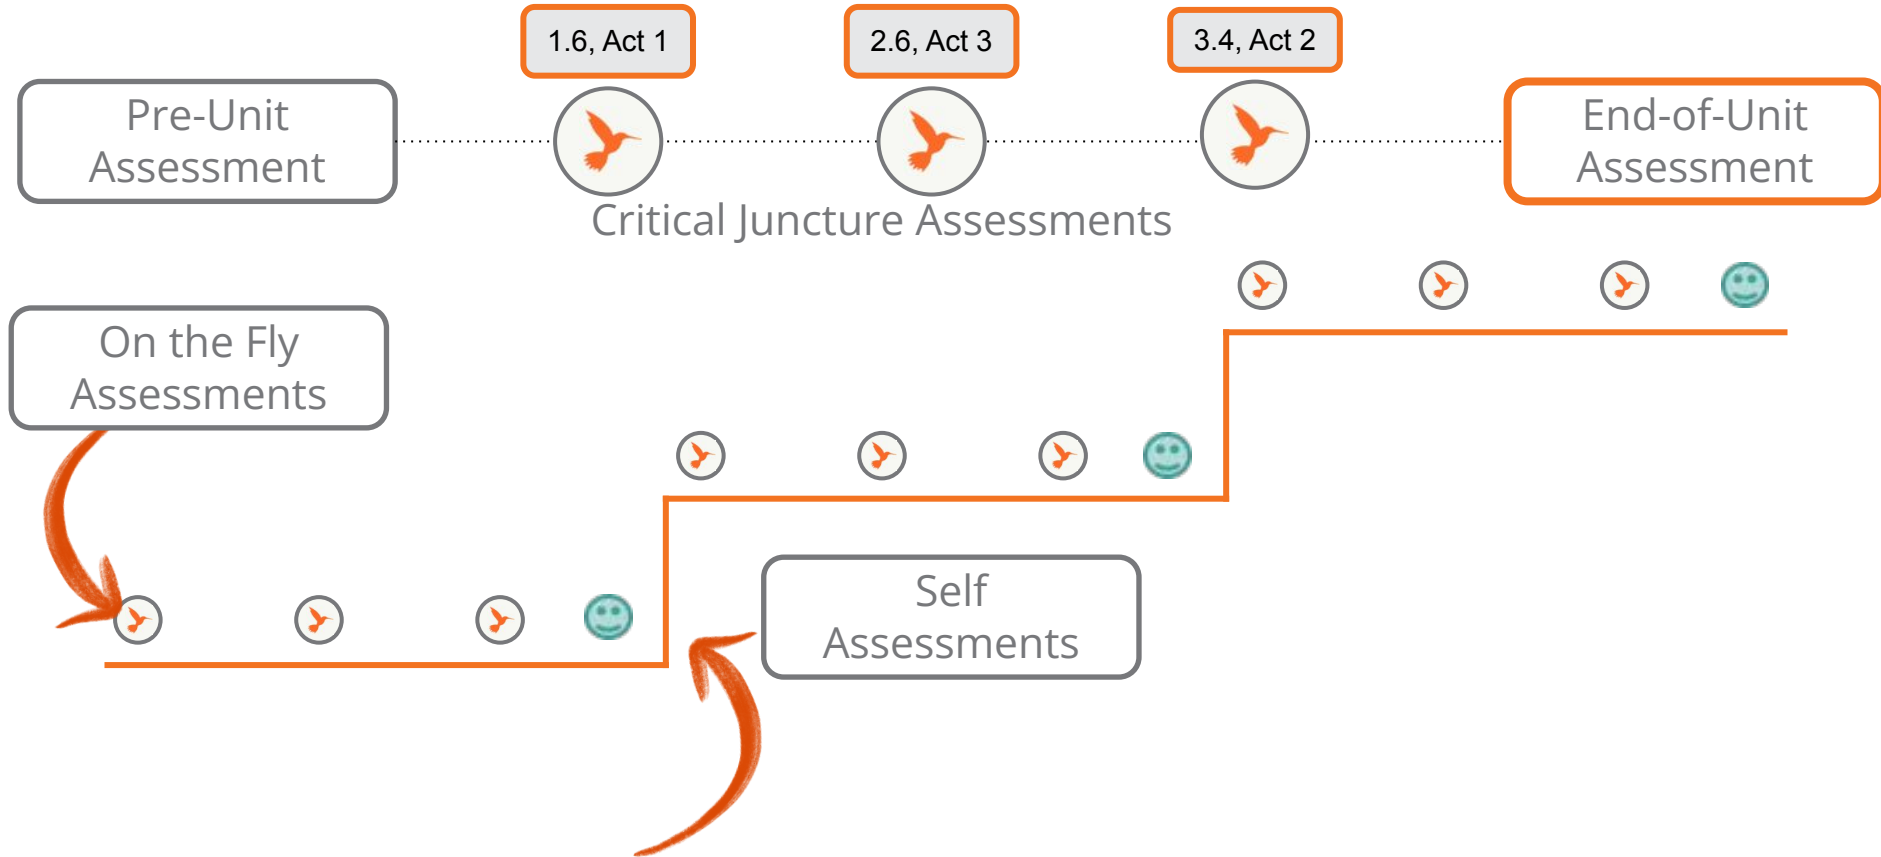 1.6, Act 1
2.6, Act 3
3.4, Act 2
Pre-Unit
Assessment
End-of-Unit
Assessment
Critical Juncture Assessments
On the Fly
Assessments
Self
Assessments